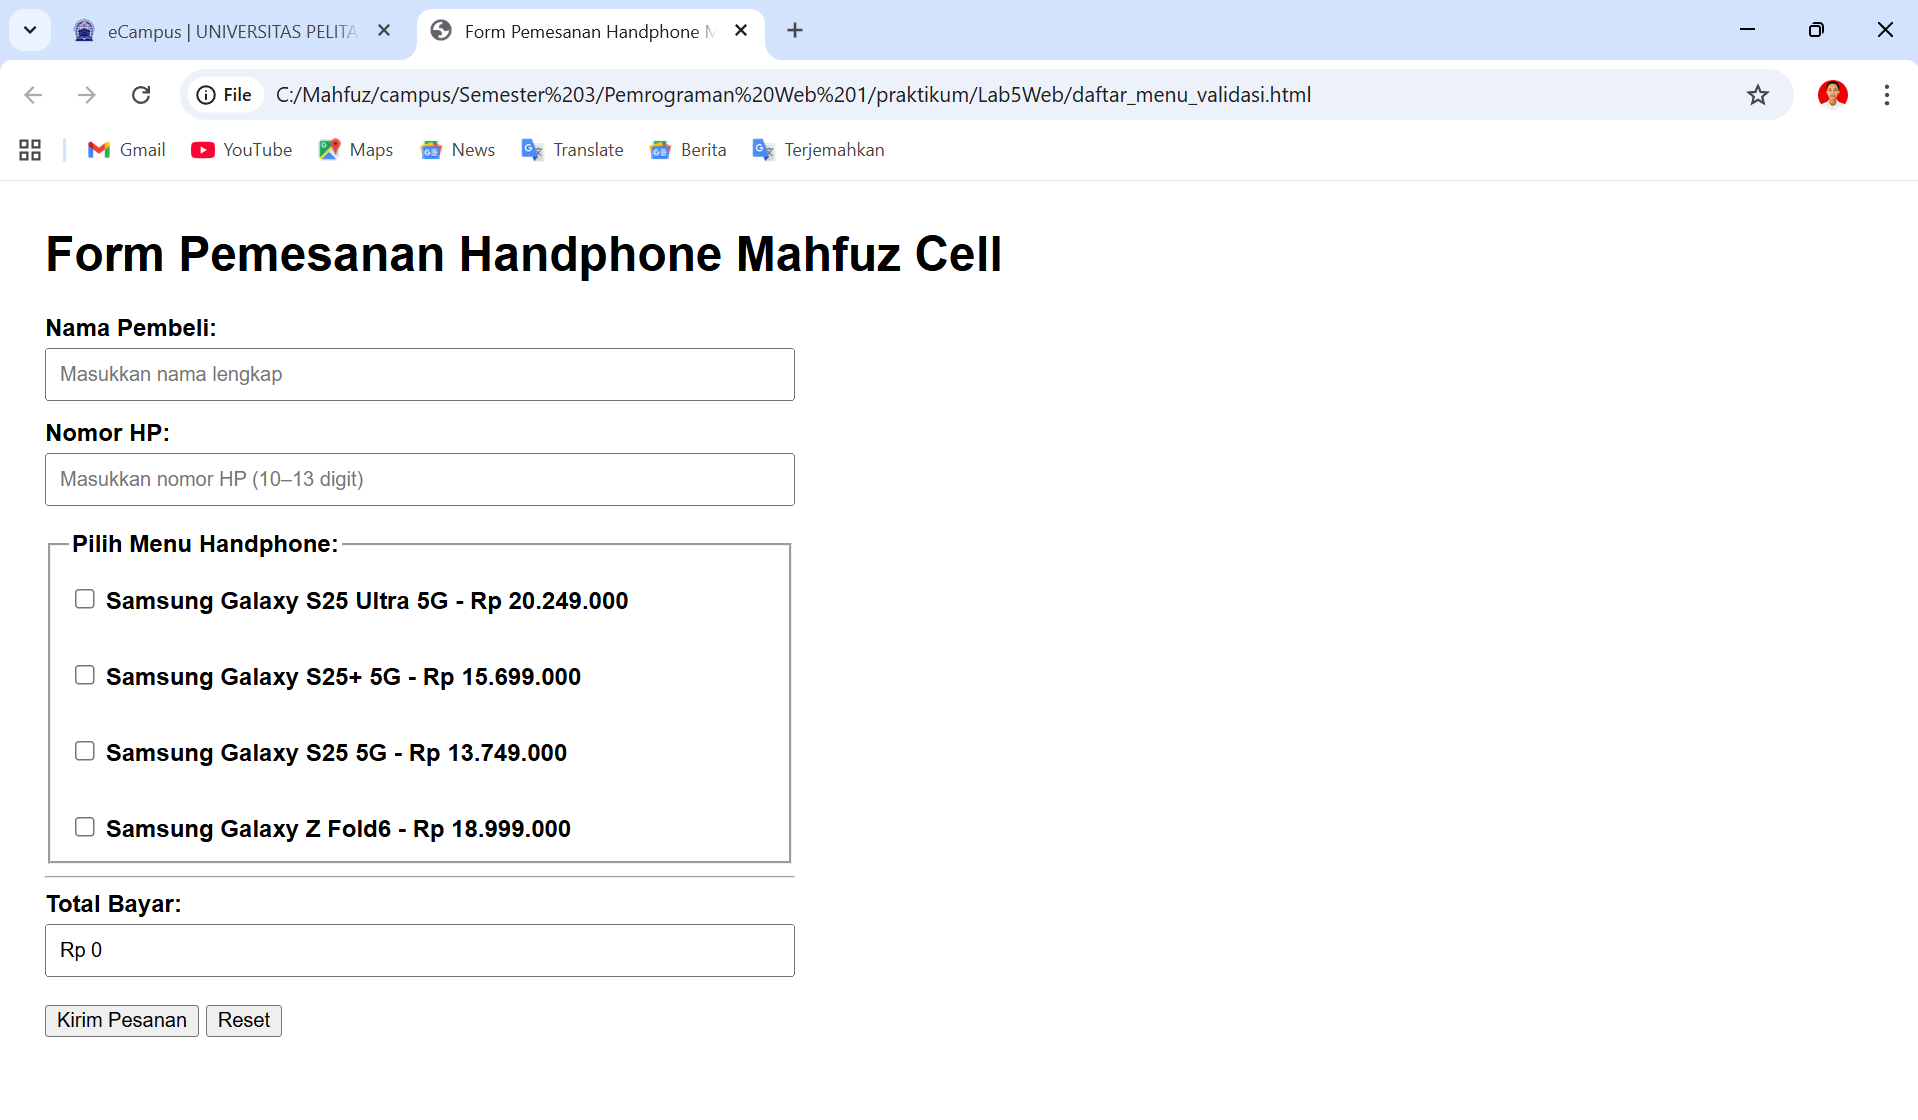 eCampus | UNIVERSITAS PELITA
Form Pemesanan Handphone M
File C:/Mahfuz/campus/Semester%203/Pemrograman%20Web%201/praktikum/Lab5Web/daftar_menu_validasi.html
Gmail YouTube Maps News Translate Berita Terjemahkan
Form Pemesanan Handphone Mahfuz Cell
Nama Pembeli:
Masukkan nama lengkap
Nomor HP:
Masukkan nomor HP (10–13 digit)
Pilih Menu Handphone:
Samsung Galaxy S25 Ultra 5G - Rp 20.249.000
Samsung Galaxy S25+ 5G - Rp 15.699.000
Samsung Galaxy S25 5G - Rp 13.749.000
Samsung Galaxy Z Fold6 - Rp 18.999.000
Total Bayar:
Rp 0
Kirim Pesanan Reset